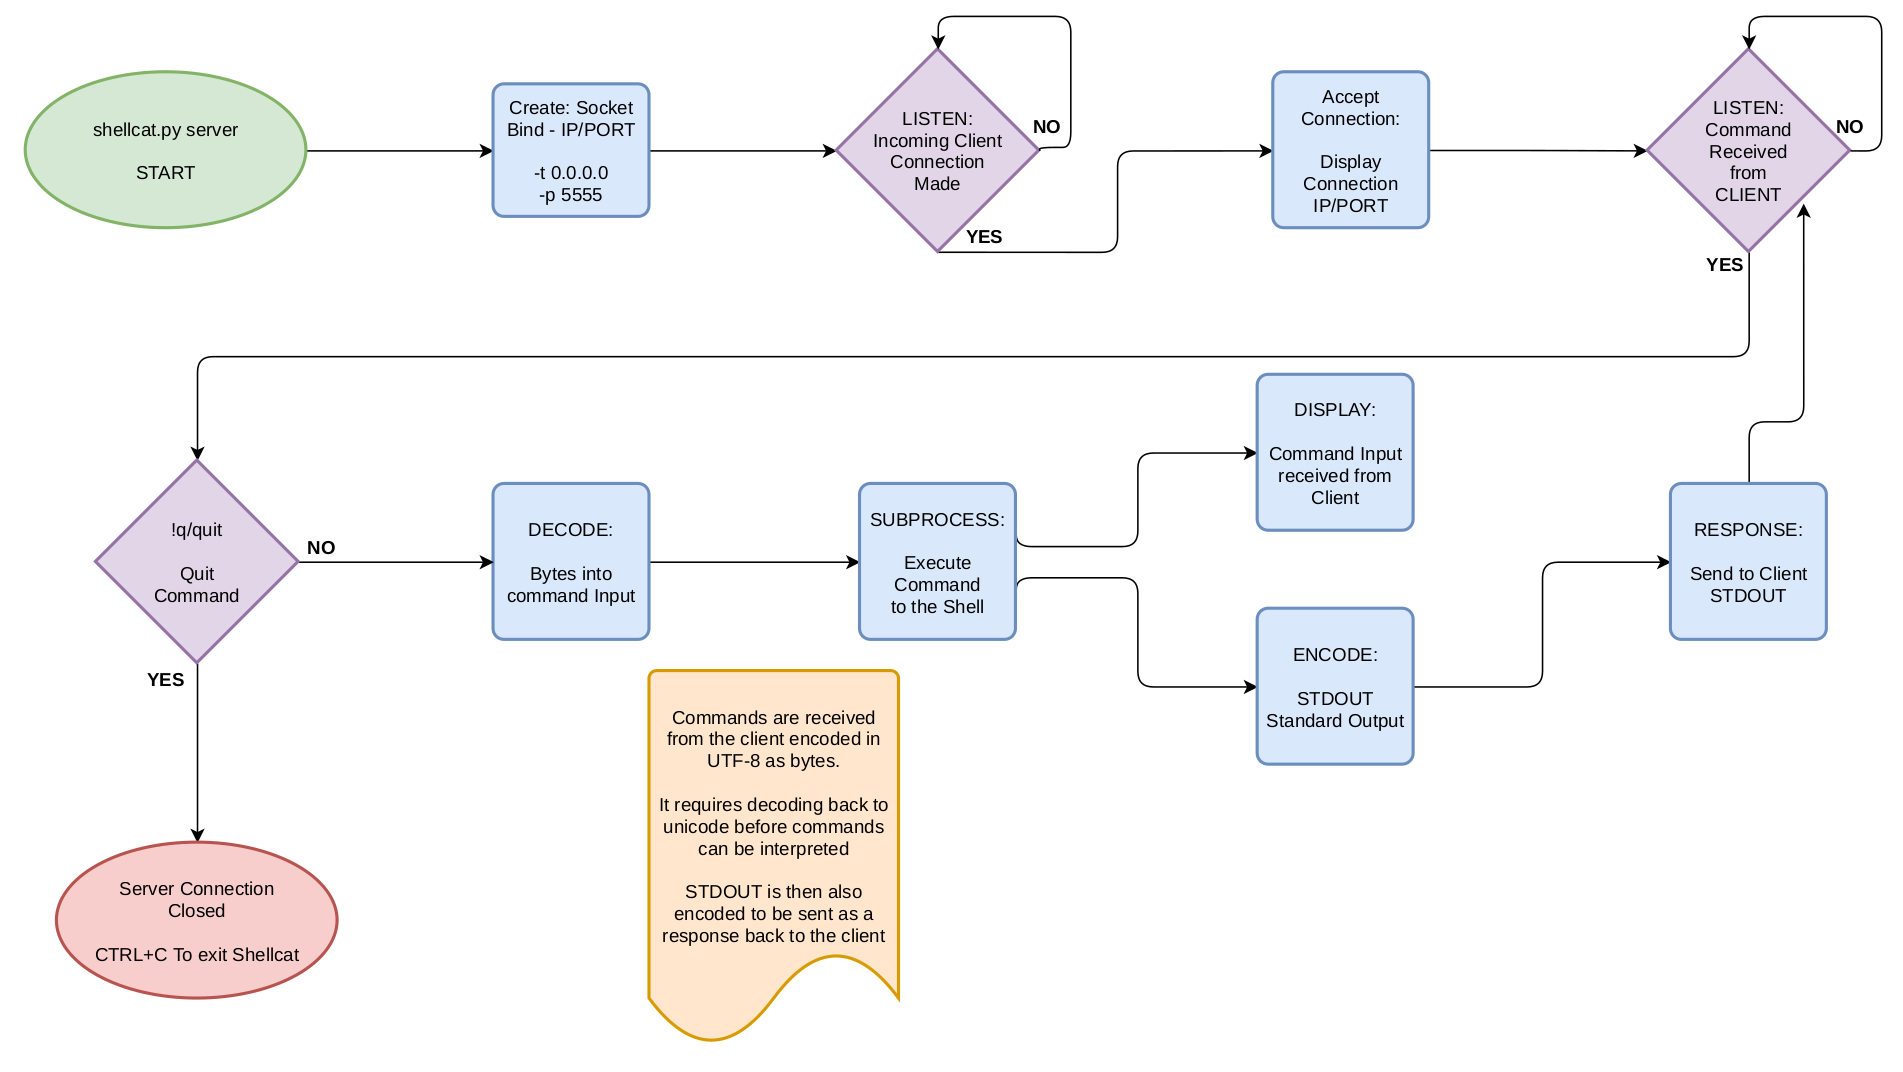 shellcat.py server
START
Create: Socket
Bind - IP/PORT
-t 0.0.0.0
-p 5555
LISTEN:
Incoming Client
Connection
Made
NO
YES
Accept
Connection:
Display
Connection
IP/PORT
LISTEN:
Command
Received
from
CLIENT
NO
YES
!q/quit
Quit
Command
NO
YES
DECODE:
Bytes into
command Input
SUBPROCESS:
Execute
Command
to the Shell
DISPLAY:
Command Input
received from
Client
ENCODE:
STDOUT
Standard Output
RESPONSE:
Send to Client
STDOUT
Commands are received
from the client encoded in
UTF-8 as bytes.
It requires decoding back to
unicode before commands
can be interpreted
STDOUT is then also
encoded to be sent as a
response back to the client
Server Connection
Closed
CTRL+C To exit Shellcat